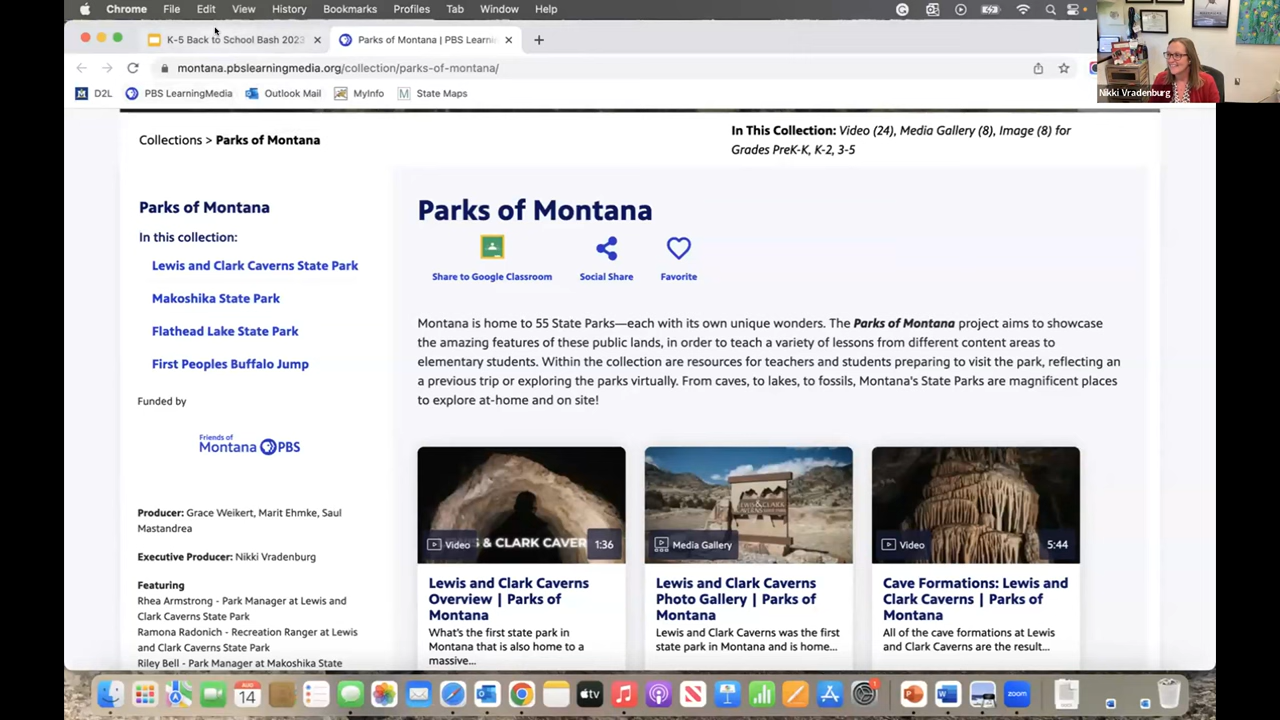 Chrome File Edit View History Bookmarks Profiles Tab Window Help
K-5 Back to School Bash 2023
Parks of Montana | PBS Learni
montana.pbslearningmedia.org/collection/parks-of-montana/
D2L PBS LearningMedia Outlook Mail MyInfo State Maps
Nikki Vradenburg
Collections > Parks of Montana
In This Collection: Video (24), Media Gallery (8), Image (8) for
Grades PreK-K, K-2, 3-5
Parks of Montana
In this collection:
Lewis and Clark Caverns State Park
Makoshika State Park
Flathead Lake State Park
First Peoples Buffalo Jump
Funded by
Friends of
Montana PBS
Producer: Grace Weikert, Marit Ehmke, Saul
Mastandrea
Executive Producer: Nikki Vradenburg
Featuring
Rhea Armstrong - Park Manager at Lewis and
Clark Caverns State Park
Ramona Radonich - Recreation Ranger at Lewis
and Clark Caverns State Park
Riley Bell - Park Manager at Makoshika State
Parks of Montana
Share to Google Classroom
Social Share
Favorite
Montana is home to 55 State Parks—each with its own unique wonders. The Parks of Montana project aims to showcase
the amazing features of these public lands, in order to teach a variety of lessons from different content areas to
elementary students. Within the collection are resources for teachers and students preparing to visit the park, reflecting an
a previous trip or exploring the parks virtually. From caves, to lakes, to fossils, Montana's State Parks are magnificent places
to explore at-home and on site!
Video
S & CLARK CAVER
1:36
Lewis and Clark Caverns
Overview | Parks of
Montana
What's the first state park in
Montana that is also home to a
massive...
LEWIS & CLARK
CAVERNS
Media Gallery
Lewis and Clark Caverns
Photo Gallery | Parks of
Montana
Lewis and Clark Caverns was the first
state park in Montana and is home...
Video
5:44
Cave Formations: Lewis and
Clark Caverns | Parks of
Montana
All of the cave formations at Lewis
and Clark Caverns are the result...
AUG
14
tv
zoom